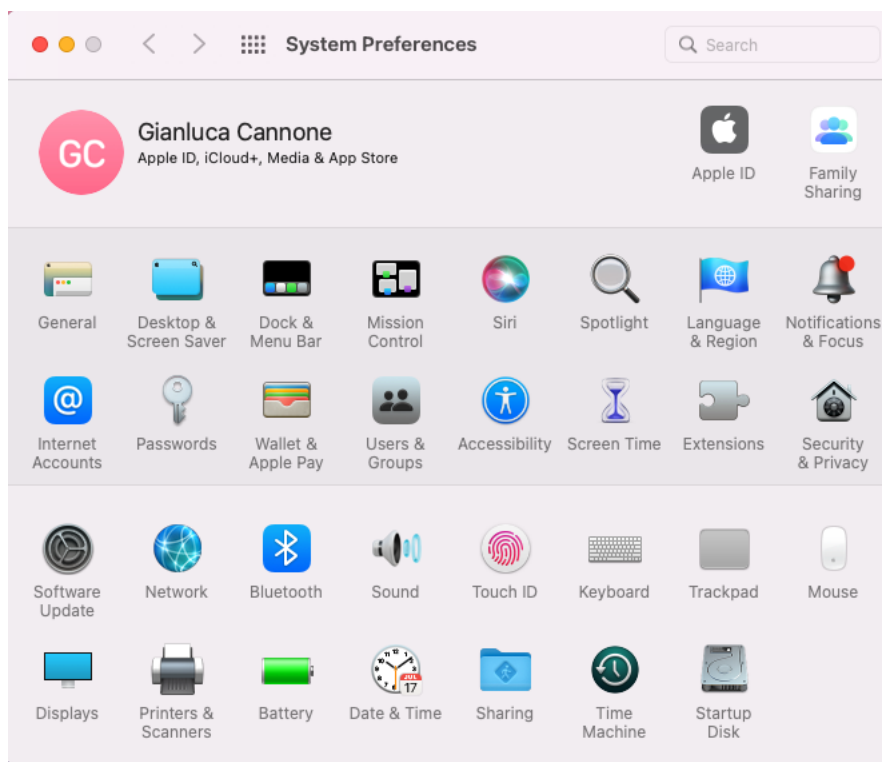 System Preferences
Search
GC
Gianluca Cannone
Apple ID, iCloud+, Media & App Store
Apple ID
Family
Sharing
General
Desktop &
Screen Saver
Dock &
Menu Bar
Mission
Control
Siri
Spotlight
Language
& Region
Notifications
& Focus
Internet
Accounts
Passwords
Wallet &
Apple Pay
Users &
Groups
Accessibility
Screen Time
Extensions
Security
& Privacy
Software
Update
Network
Bluetooth
Sound
Touch ID
Keyboard
Trackpad
Mouse
Displays
Printers &
Scanners
Battery
JUL
17
Date & Time
Sharing
Time
Machine
Startup
Disk